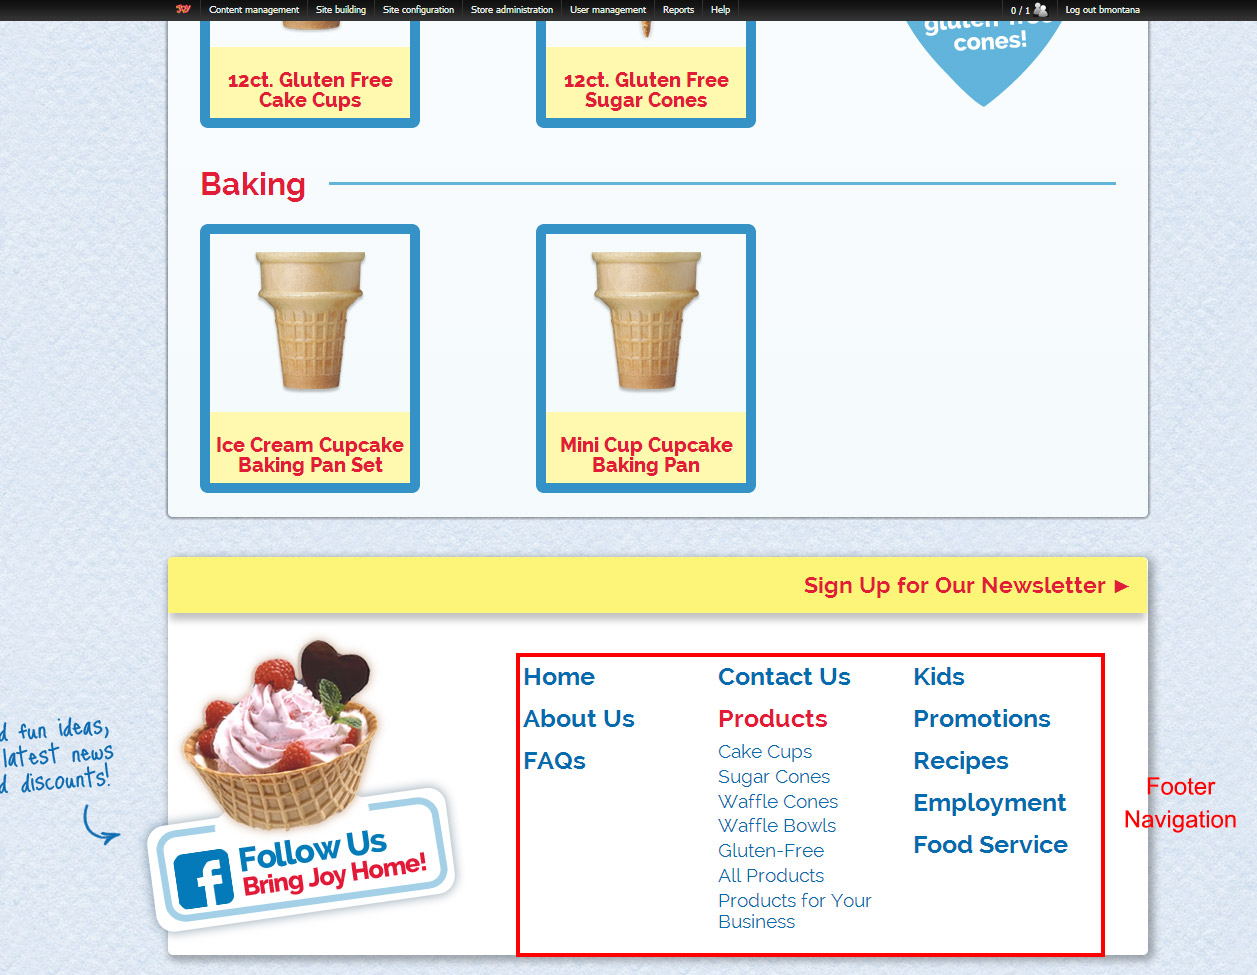 JOY Content management Site building Site configuration Store administration User management Reports Help 0 / 1 Log out bmontana
gluten-free
cones!
12ct. Gluten Free
Cake Cups
12ct. Gluten Free
Sugar Cones
Baking
Ice Cream Cupcake
Baking Pan Set
Mini Cup Cupcake
Baking Pan
Sign Up for Our Newsletter ►
d fun ideas,
latest news
d discounts!
Follow Us
Bring Joy Home!
Home
About Us
FAQs
Contact Us
Products
Cake Cups
Sugar Cones
Waffle Cones
Waffle Bowls
Gluten-Free
All Products
Products for Your
Business
Kids
Promotions
Recipes
Employment
Food Service
Footer
Navigation